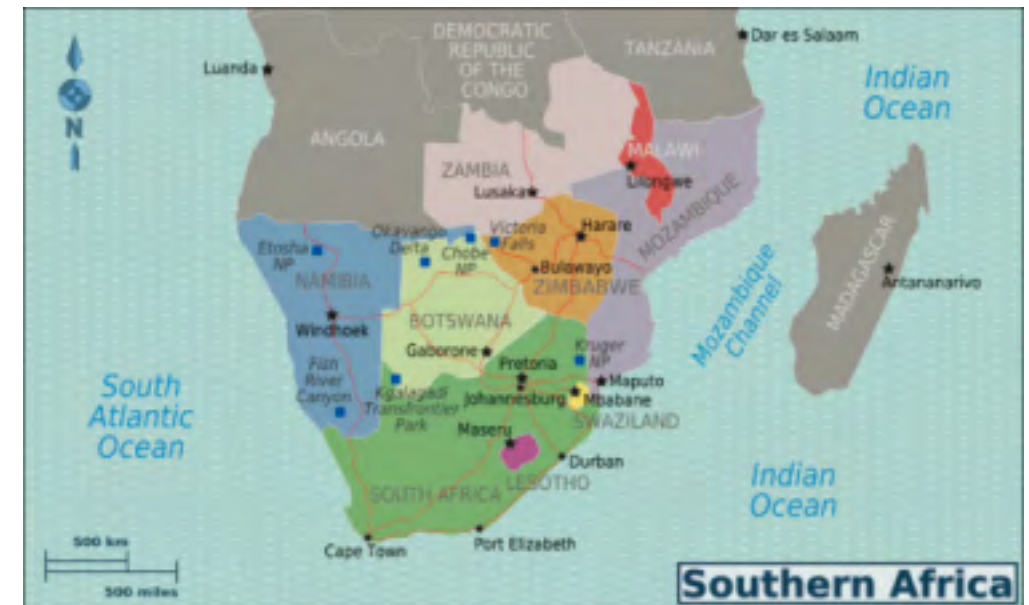 DEMOCRATIC
REPUBLIC
OF THE
CONGO
TANZANIA
Dar es Salaam
Luanda
Indian
Ocean
N
ANGOLA
MALAWI
ZAMBIA
Lusaka
Lilongwe
MOZAMBIQUE
Okavango
Delta
Victoria
Falls
Harare
Etosha
NP
Chobe
NP
MADAGASCAR
Antananarivo
NAMIBIA
Bulawayo
ZIMBABWE
Mozambique
Channel
Windhoek
BOTSWANA
Gaborone
Kruger
NP
Pretoria
Fish
River
Canyon
Kgalagadi
Transfrontier
Park
Johannesburg
Maputo
Mbabane
SWAZILAND
South
Atlantic
Ocean
Maseru
Durban
LESOTHO
SOUTH AFRICA
Indian
Ocean
Cape Town
Port Elizabeth
500 km
500 miles
Southern Africa